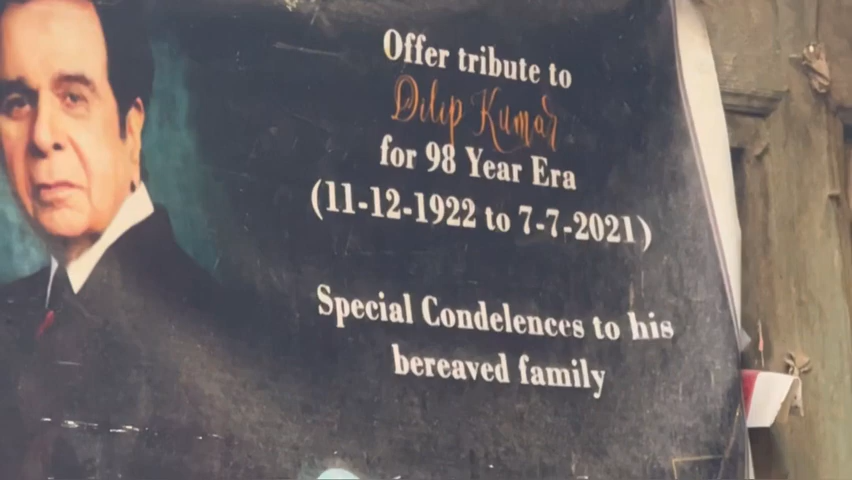 Offer tribute to
Dilip Kumar
for 98 Year Era
(11-12-1922 to 7-7-2021)
Special Condelences to his
bereaved family